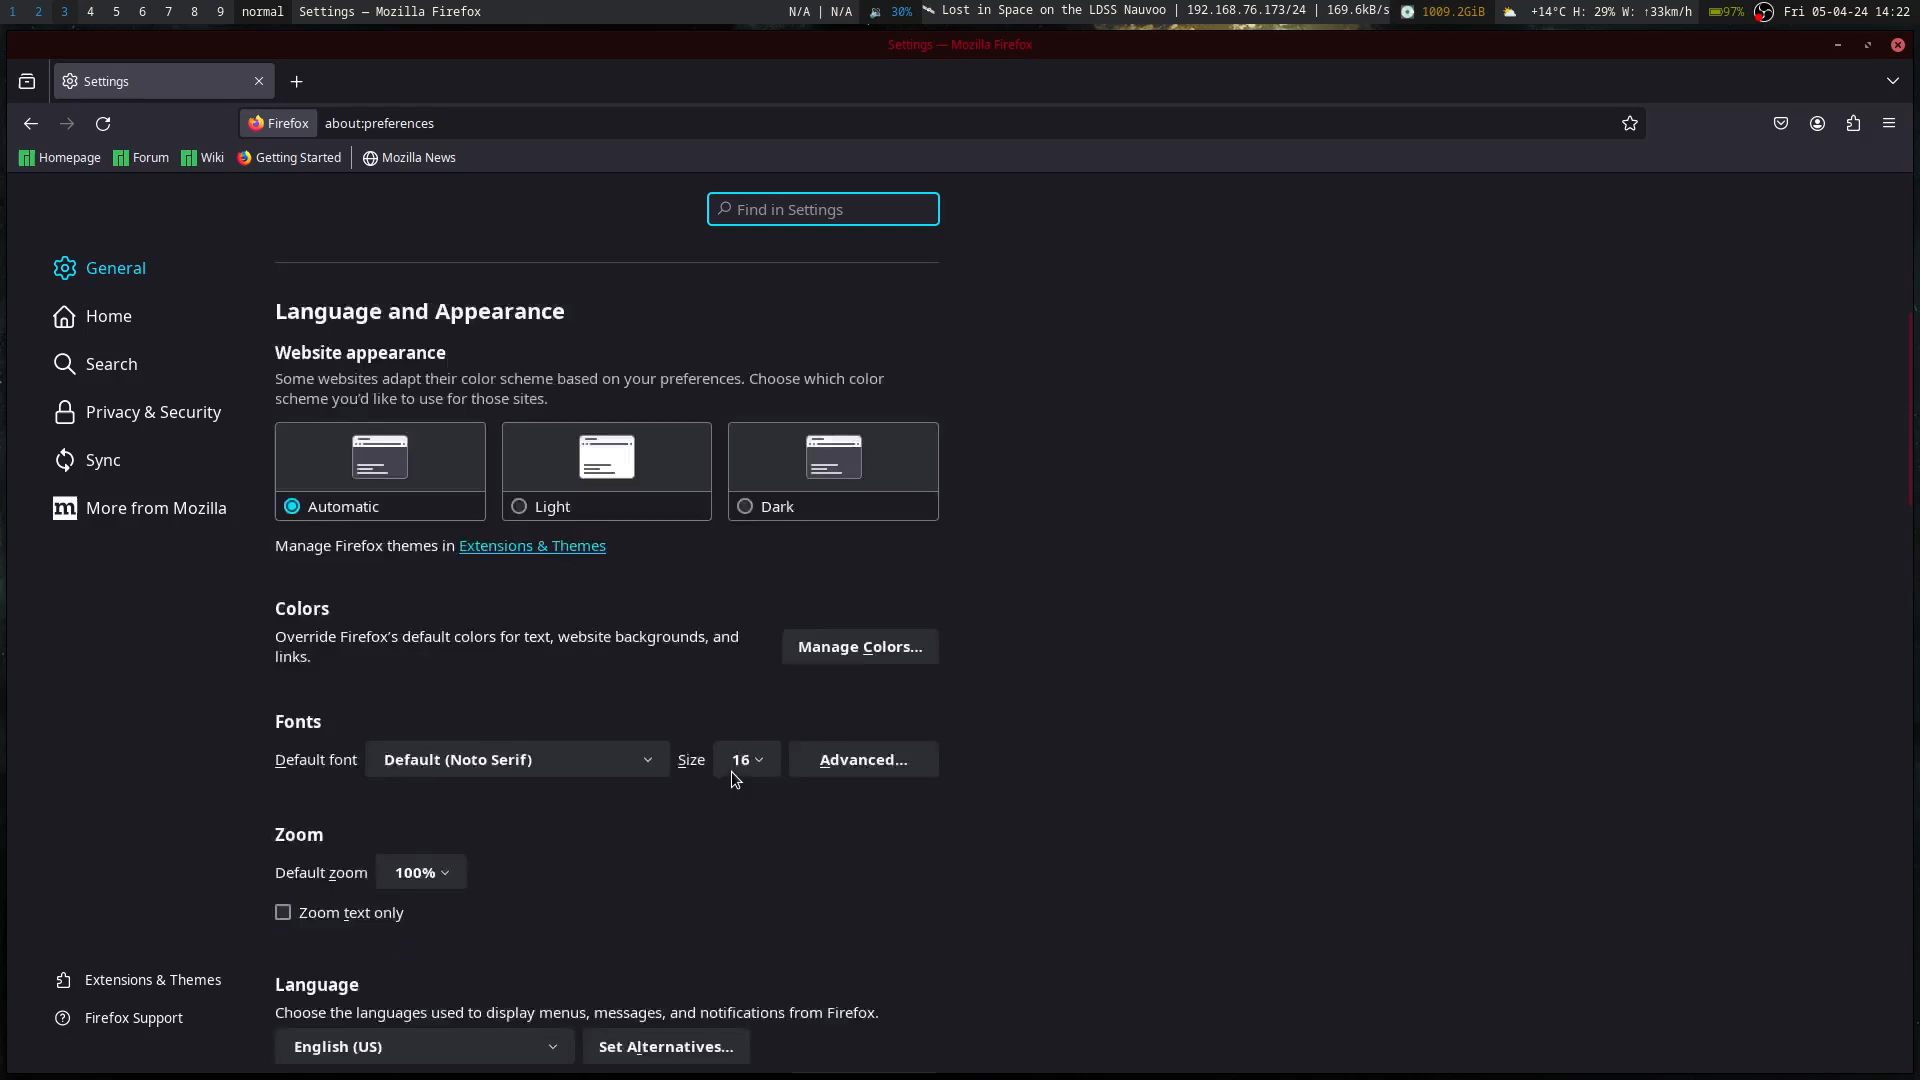 1 2 3 4 5 6 7 8 9 normal Settings — Mozilla Firefox N/A | N/A 30% Lost in Space on the LDSS Nauvoo | 192.168.76.173/24 | 169.6kB/s 1009.2GiB +14°C H: 29% W: ↑33km/h 97% Fri 05-04-24 14:22
Settings — Mozilla Firefox
Settings
Firefox about:preferences
Homepage Forum Wiki Getting Started Mozilla News
Find in Settings
General
Home
Search
Privacy & Security
Sync
More from Mozilla
Extensions & Themes
Firefox Support
Language and Appearance
Website appearance
Some websites adapt their color scheme based on your preferences. Choose which color
scheme you’d like to use for those sites.
Automatic Light Dark
Manage Firefox themes in Extensions & Themes
Colors
Override Firefox’s default colors for text, website backgrounds, and
links.
Manage Colors...
Fonts
Default font Default (Noto Serif) Size 16 Advanced...
Zoom
Default zoom 100%
Zoom text only
Language
Choose the languages used to display menus, messages, and notifications from Firefox.
English (US) Set Alternatives...